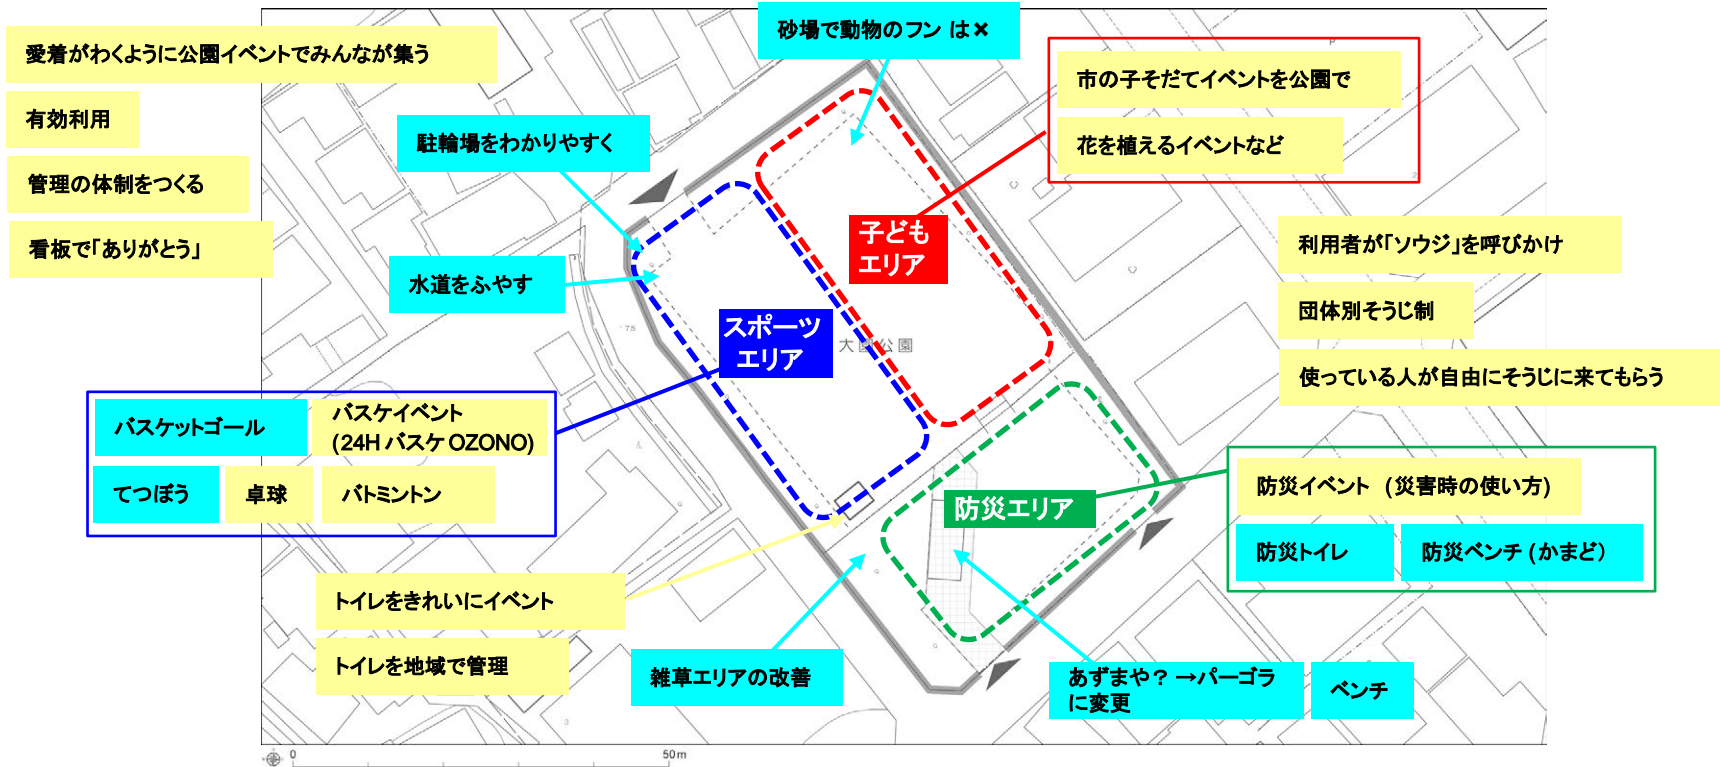 愛着がわくように公園イベントでみんなが集う
有効利用
管理の体制をつくる
看板で「ありがとう」
砂場で動物のフン は×
駐輪場をわかりやすく
水道をふやす
市の子そだてイベントを公園で
花を植えるイベントなど
子ども
エリア
スポーツ
エリア
大園公園
75
利用者が「ソウジ」を呼びかけ
団体別そうじ制
使っている人が自由にそうじに来てもらう
バスケットゴール
バスケイベント
(24H バスケ OZONO)
てつぼう
卓球
バトミントン
防災エリア
防災イベント (災害時の使い方)
防災トイレ
防災ベンチ (かまど)
トイレをきれいにイベント
トイレを地域で管理
雑草エリアの改善
あずまや? →パーゴラ
に変更
ベンチ
3
0
50m